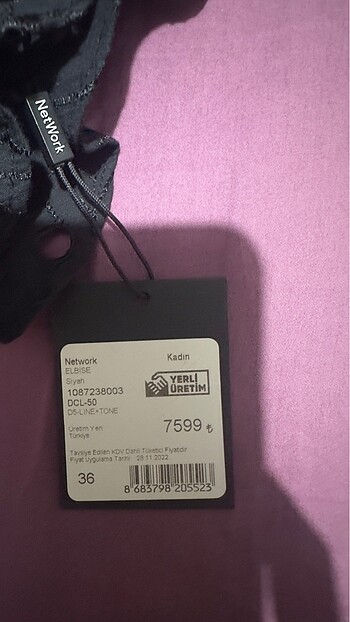 NetWork
Network
Kadın
ELBİSE
Siyah
1087238003
YERLİ
ÜRETİM
DCL-50
D5-LINE+TONE
Üretim Yeri
Türkiye
7599 ₺
Tavsiye Edilen KDV Dahil Tüketici Fiyatıdır
Fiyat Uygulama Tarihi : 28.11.2022
36
8 683798 205523